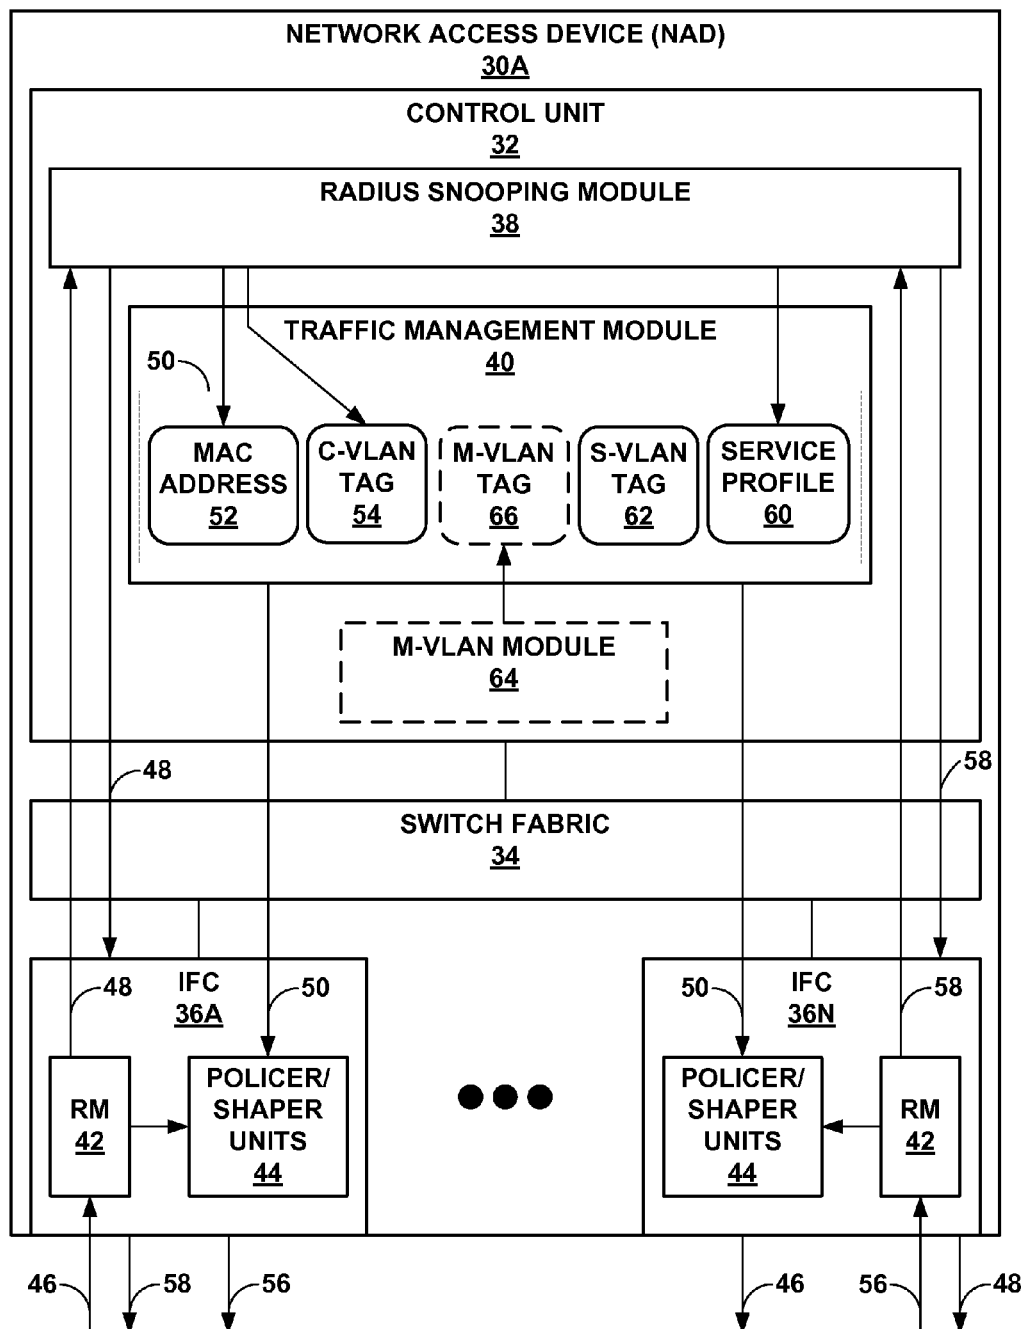 NETWORK ACCESS DEVICE (NAD)
30A
CONTROL UNIT
32
RADIUS SNOOPING MODULE
38
TRAFFIC MANAGEMENT MODULE
40
50
MAC
ADDRESS
52
C-VLAN
TAG
54
M-VLAN
TAG
66
S-VLAN
TAG
62
SERVICE
PROFILE
60
M-VLAN MODULE
64
48
58
SWITCH FABRIC
34
48
IFC
36A
50
RM
42
POLICER/
SHAPER
UNITS
44
50
IFC
36N
58
POLICER/
SHAPER
UNITS
44
RM
42
46
58
56
46
56
48